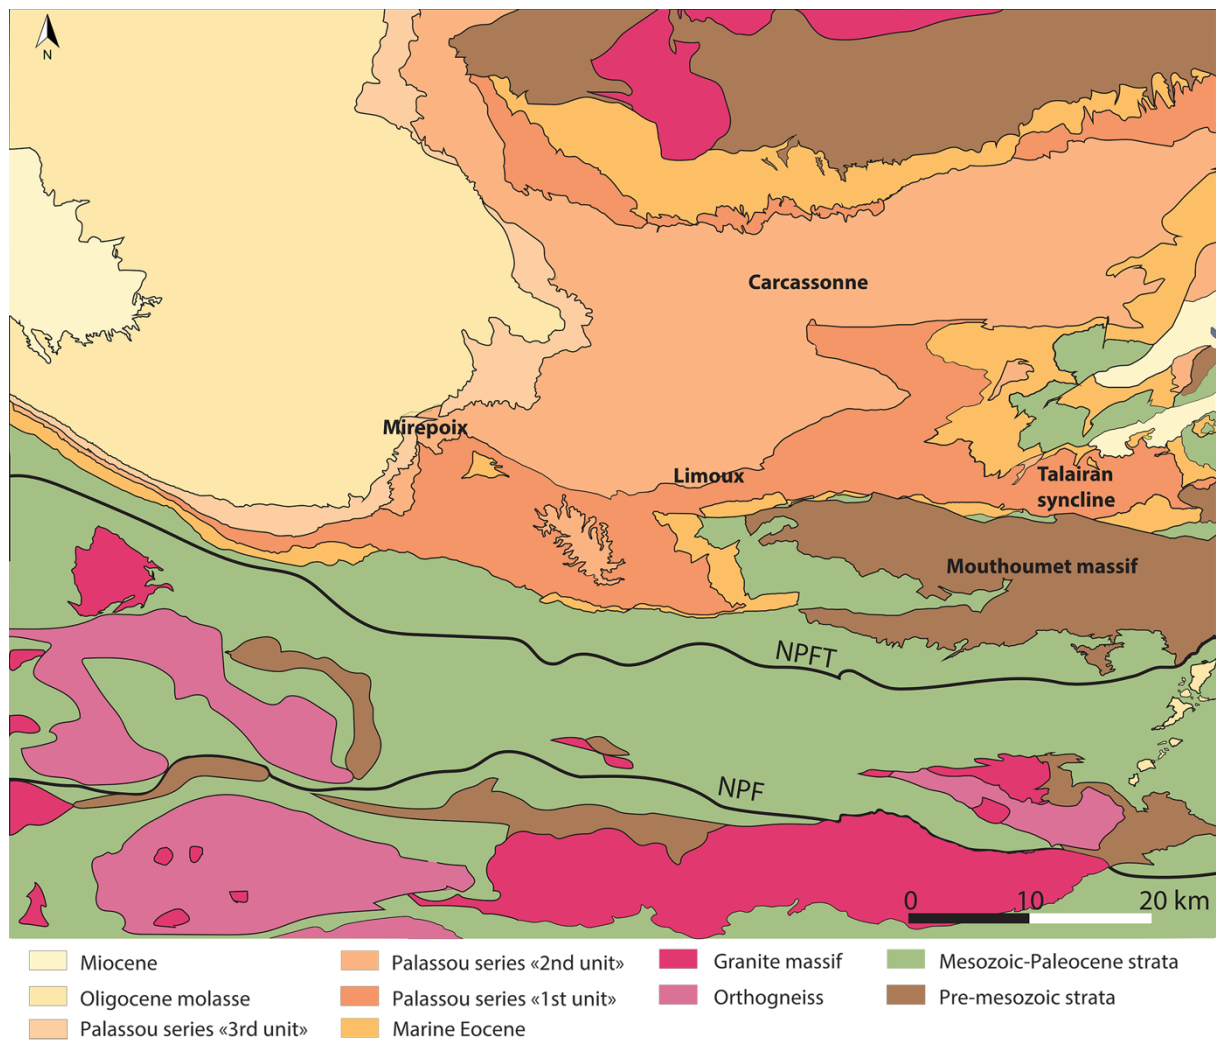 N
Carcassonne
Mirepoix
Limoux
Talairan
syncline
Mouthoumet massif
NPFT
NPF
0 10 20 km
Miocene
Oligocene molasse
Palassou series «3rd unit»
Palassou series «2nd unit»
Palassou series «1st unit»
Marine Eocene
Granite massif
Orthogneiss
Mesozoic-Paleocene strata
Pre-mesozoic strata